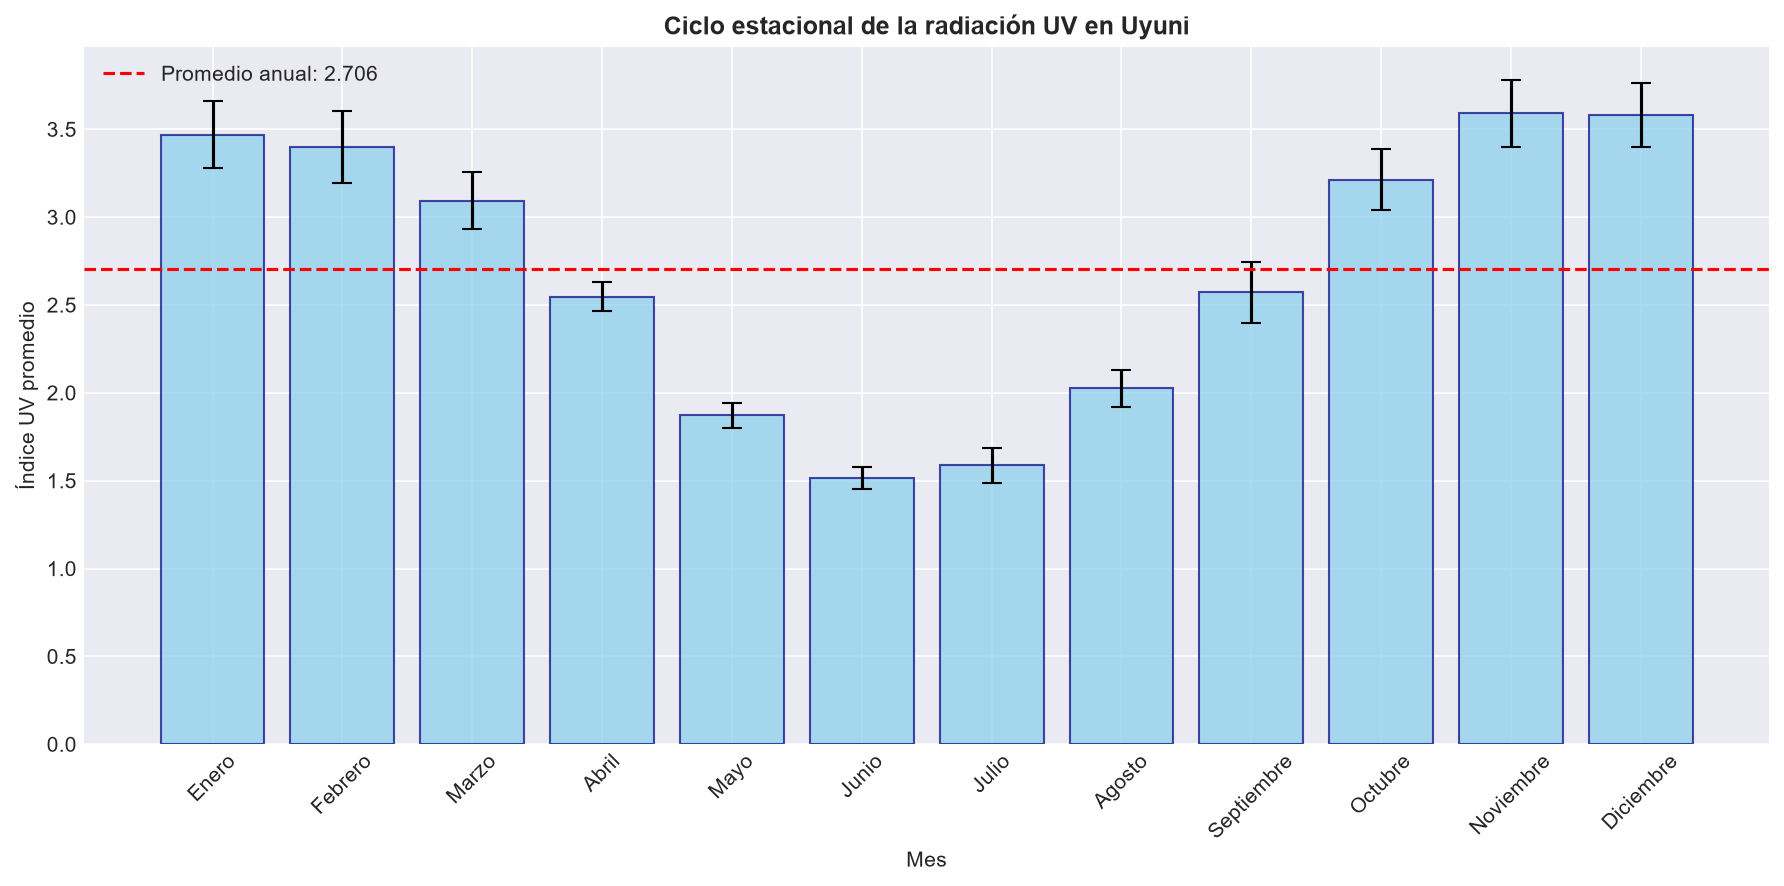 Ciclo estacional de la radiación UV en Uyuni
Promedio anual: 2.706
Índice UV promedio
3.5
3.0
2.5
2.0
1.5
1.0
0.5
0.0
Enero
Febrero
Marzo
Abril
Mayo
Junio
Julio
Agosto
Septiembre
Octubre
Noviembre
Diciembre
Mes